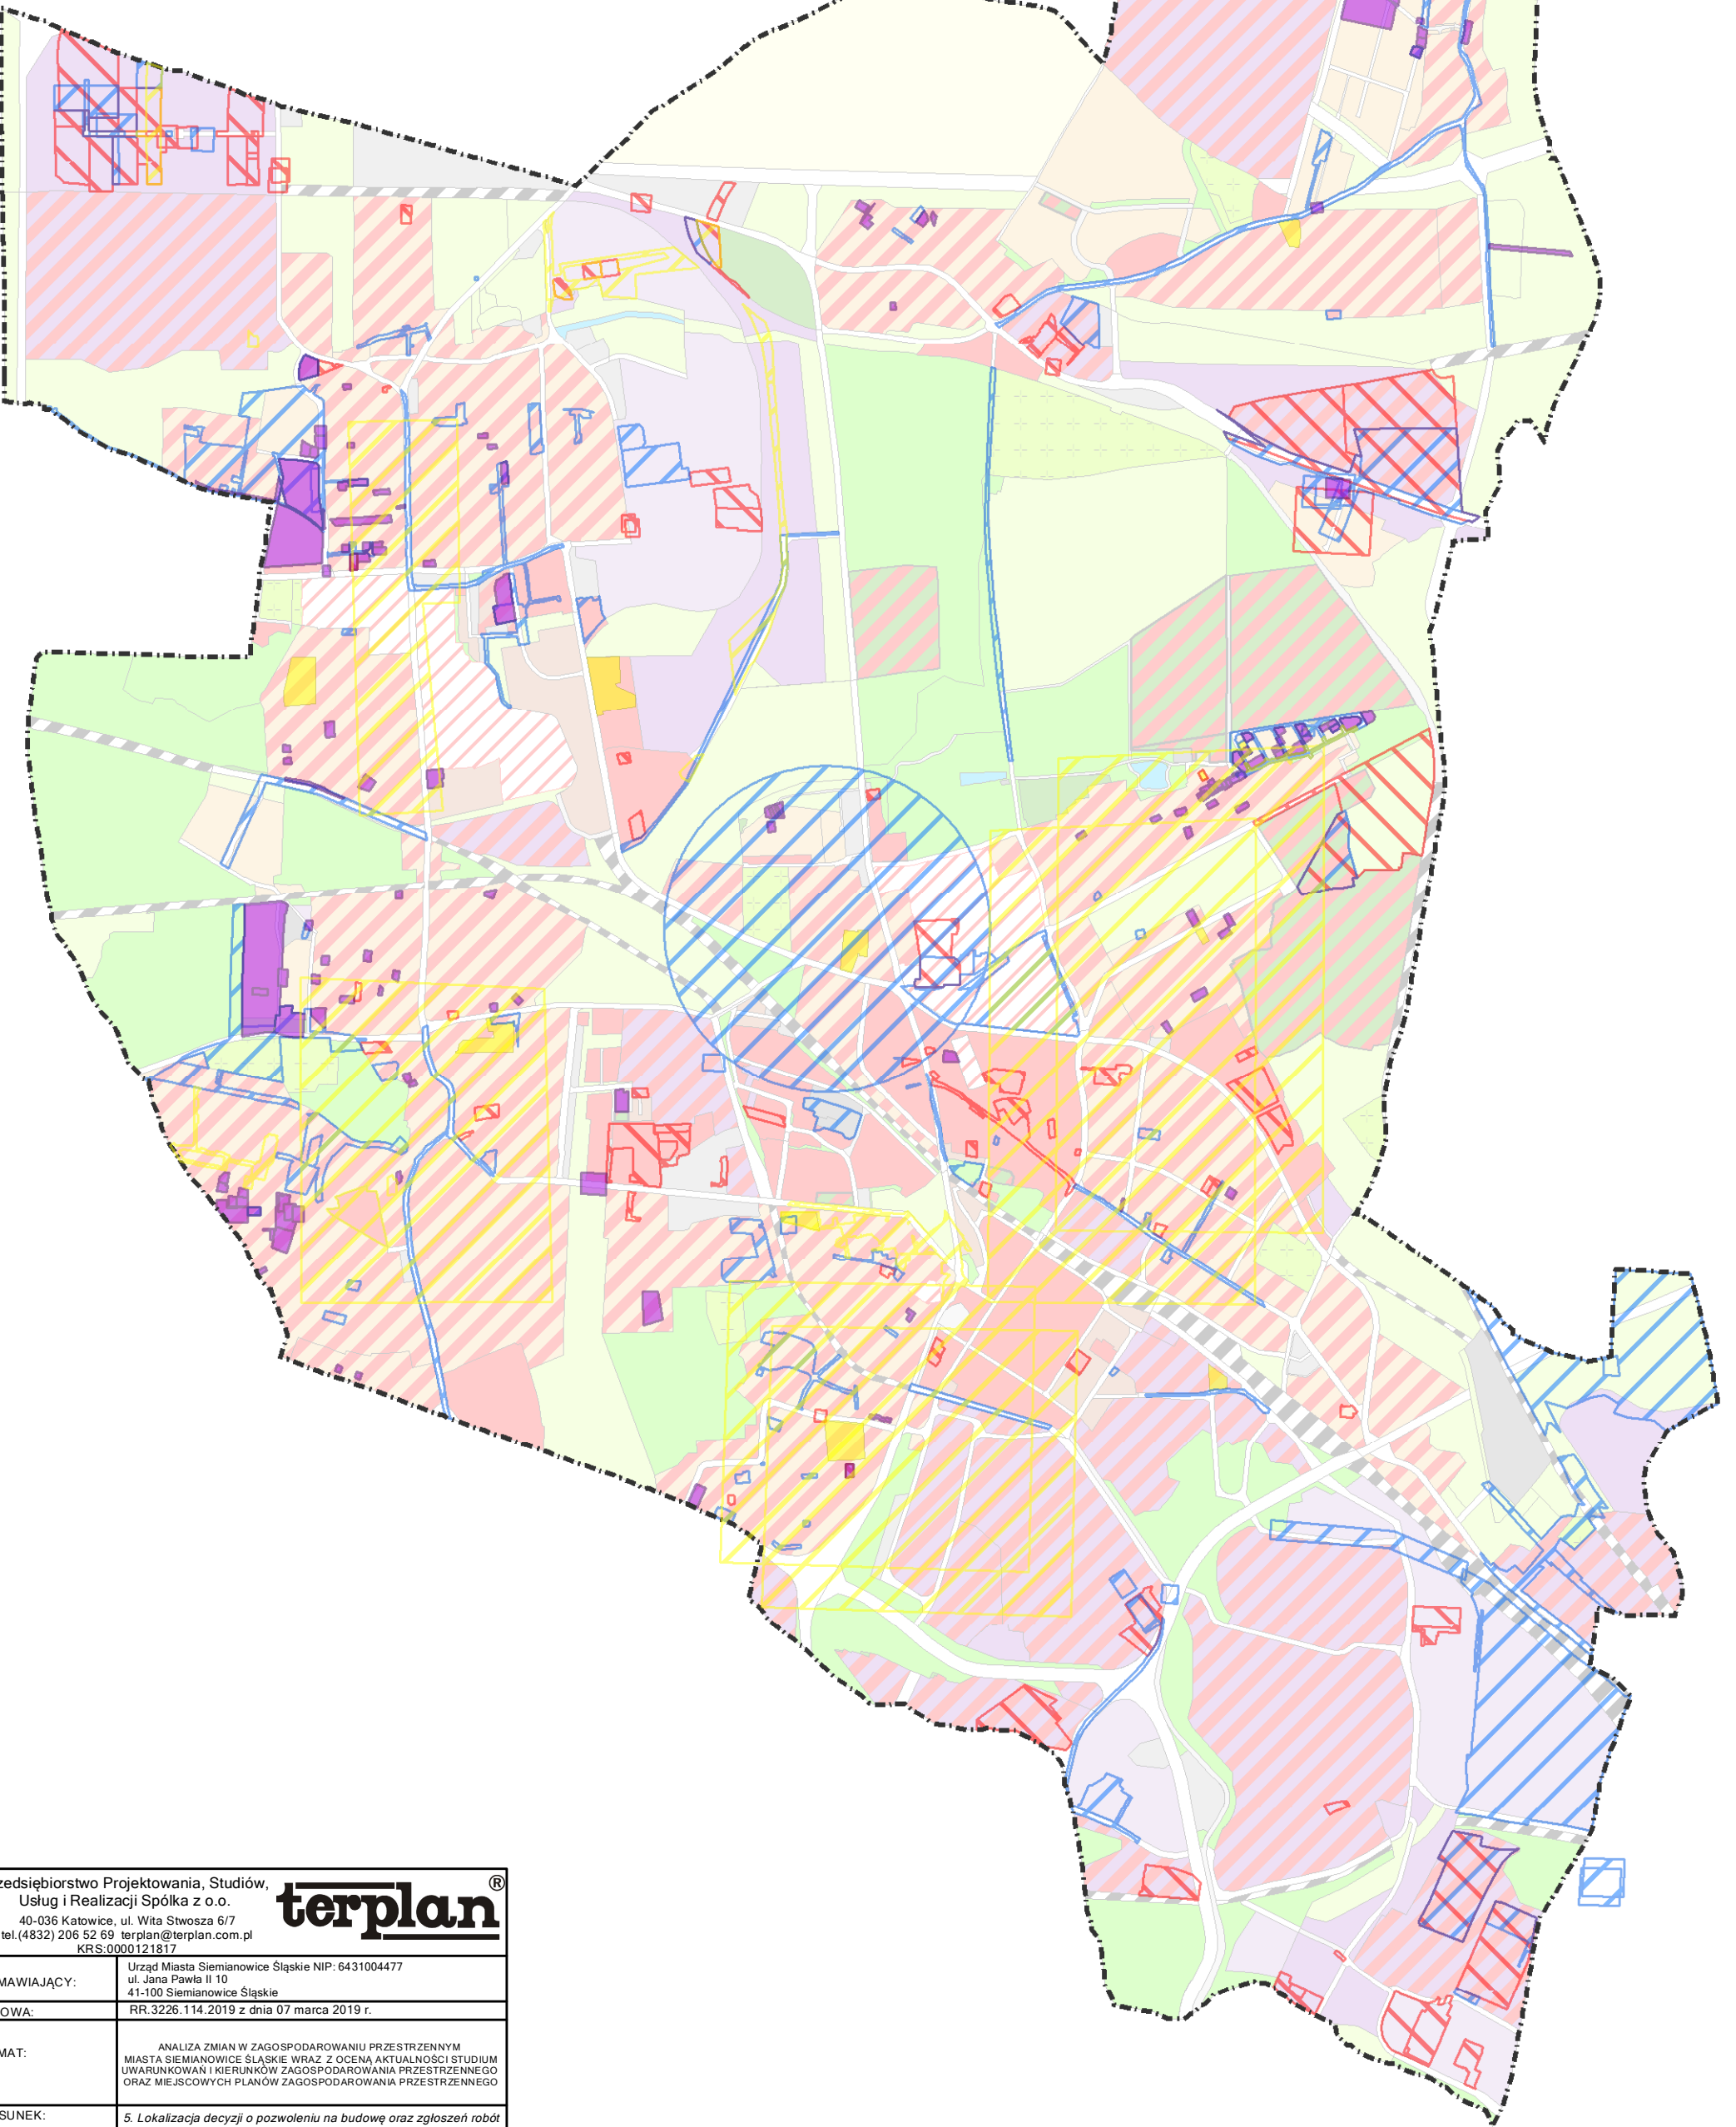 zedsiębiorstwo Projektowania, Studiów,
Usług i Realizacji Spólka z o.o.
40-036 Katowice, ul. Wita Stwosza 6/7
tel.(4832) 206 52 69 terplan@terplan.com.pl
KRS:0000121817
terplan®
MAWIAJĄCY:
Urząd Miasta Siemianowice Śląskie NIP: 6431004477
ul. Jana Pawła II 10
41-100 Siemianowice Śląskie
OWA:
RR.3226.114.2019 z dnia 07 marca 2019 r.
MAT:
ANALIZA ZMIAN W ZAGOSPODAROWANIU PRZESTRZENNYM
MIASTA SIEMIANOWICE ŚLĄSKIE WRAZ Z OCENĄ AKTUALNOŚCI STUDIUM
UWARUNKOWAŃ I KIERUNKÓW ZAGOSPODAROWANIA PRZESTRZENNEGO
ORAZ MIEJSCOWYCH PLANÓW ZAGOSPODAROWANIA PRZESTRZENNEGO
SUNEK:
5. Lokalizacja decyzji o pozwoleniu na budowę oraz zgłoszeń robót